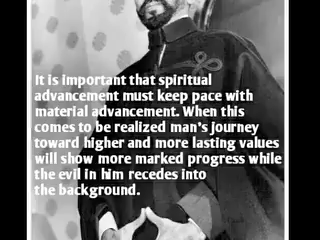 It is important that spiritual
advancement must keep pace with
material advancement. When this
comes to be realized man's journey
toward higher and more lasting values
will show more marked progress while
the evil in him recedes into
the background.